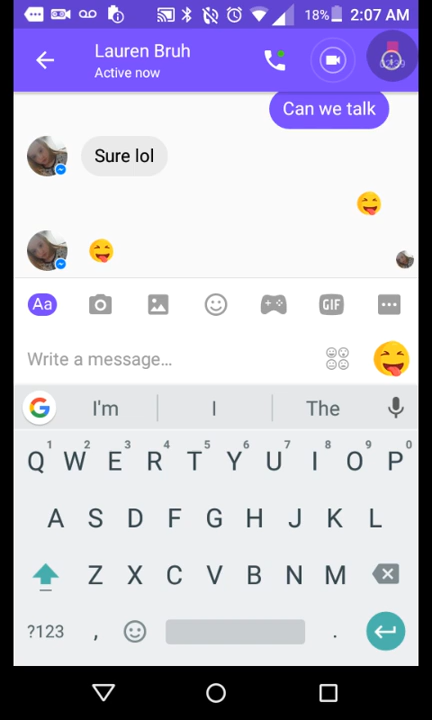 18% 2:07 AM
Lauren Bruh
Active now
Can we talk
Sure lol
Aa GIF
Write a message...
G I'm I The
1 2 3 4 5 6 7 8 9 0
Q W E R T Y U I O P
A S D F G H J K L
Z X C V B N M
?123 , .